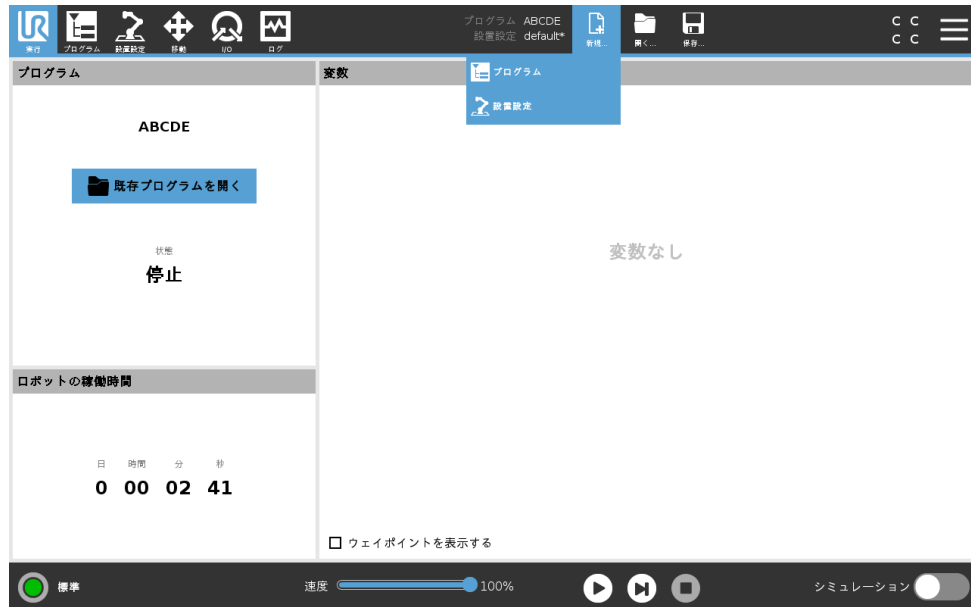 UR
実行
プログラム
設置設定
移動
I/O
ログ
プログラム ABCDE
設置設定 default*
新規...
開く...
保存...
C C
C C
プログラム
設置設定
プログラム
変数
ABCDE
既存プログラムを開く
状態
停止
変数なし
ロボットの稼働時間
日 時間 分 秒
0 00 02 41
ウェイポイントを表示する
標準
速度 100%
シミュレーション